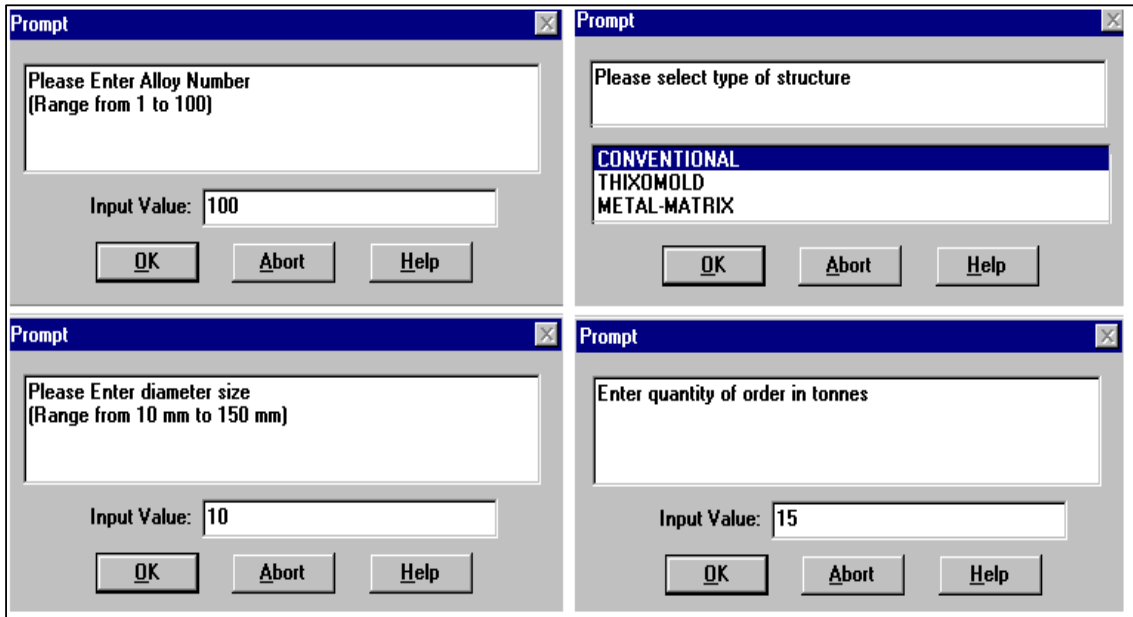 Prompt
Please Enter Alloy Number
(Range from 1 to 100)
Input Value: 100
OK Abort Help
Prompt
Please select type of structure
CONVENTIONAL
THIXOMOLD
METAL-MATRIX
OK Abort Help
Prompt
Please Enter diameter size
(Range from 10 mm to 150 mm)
Input Value: 10
OK Abort Help
Prompt
Enter quantity of order in tonnes
Input Value: 15
OK Abort Help